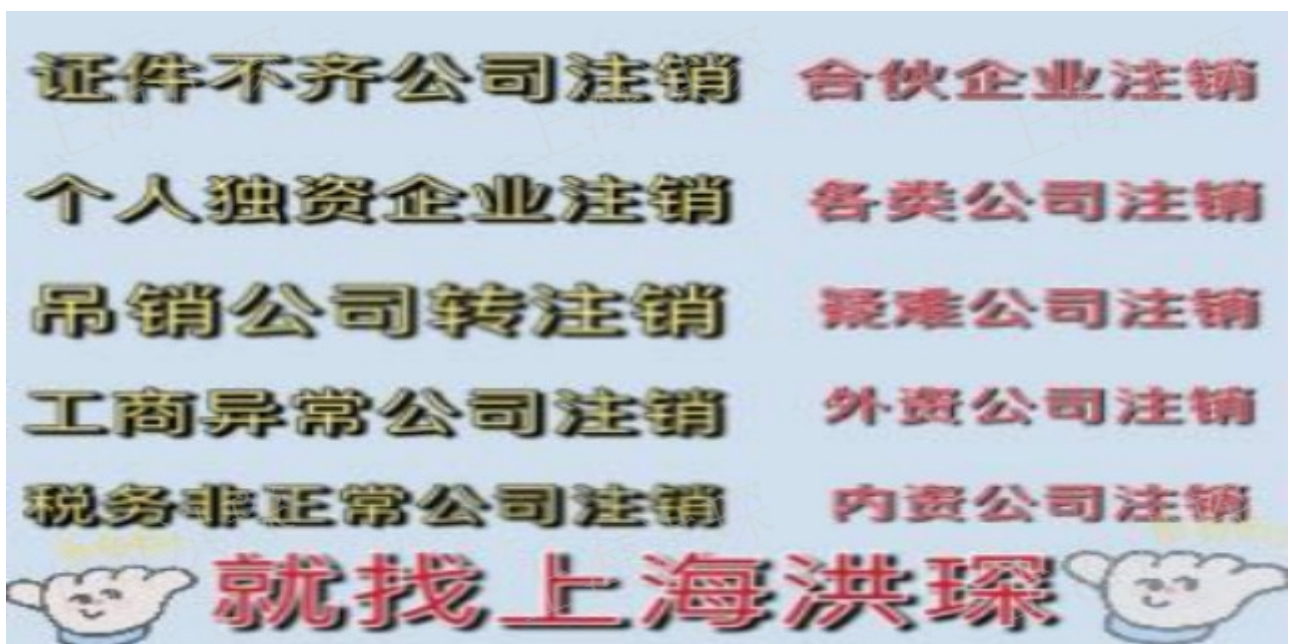 证件不齐公司注销 合伙企业注销
个人独资企业注销 各类公司注销
吊销公司转注销 疑难公司注销
工商异常公司注销 外资公司注销
税务非正常公司注销 内资公司注销
就找上海洪琛